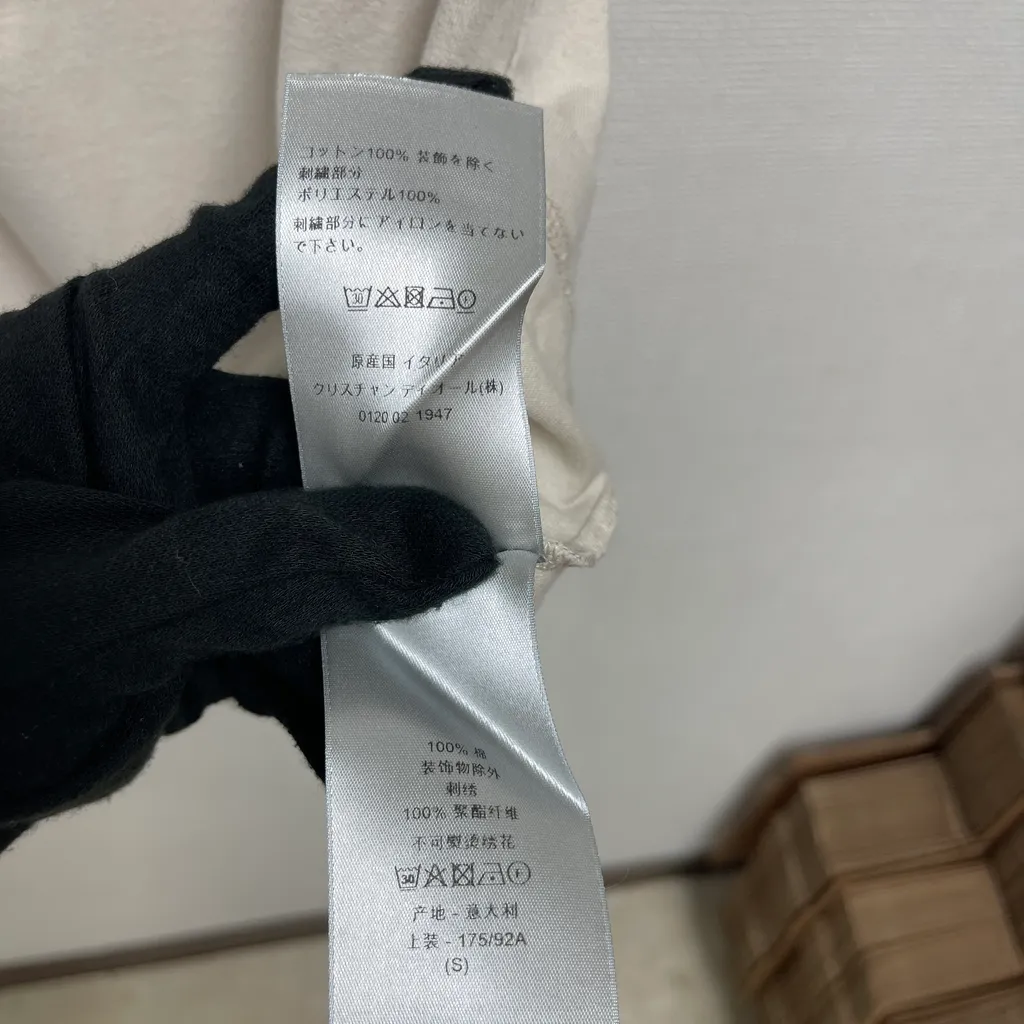 コットン100% 装飾を除く
刺繍部分
ポリエステル100%
刺繍部分にアイロンを当てない
で下さい。
30
原産国 イタリア
クリスチャン ディオール(株)
0120 02 1947
100% 棉
装饰物除外
刺绣
100% 聚酯纤维
不可熨烫绣花
30
产地 - 意大利
上装 - 175/92A
(S)